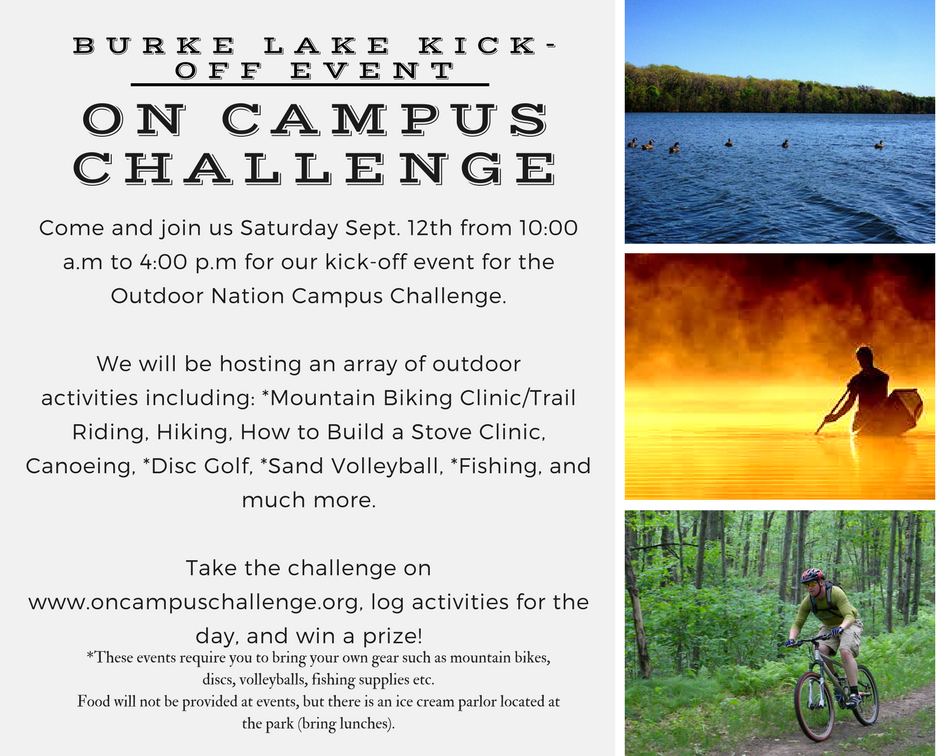 BURKE LAKE KICK-
OFF EVENT
ON CAMPUS
CHALLENGE
Come and join us Saturday Sept. 12th from 10:00
a.m to 4:00 p.m for our kick-off event for the
Outdoor Nation Campus Challenge.
We will be hosting an array of outdoor
activities including: *Mountain Biking Clinic/Trail
Riding, Hiking, How to Build a Stove Clinic,
Canoeing, *Disc Golf, *Sand Volleyball, *Fishing, and
much more.
Take the challenge on
www.oncampuschallenge.org, log activities for the
day, and win a prize!
*These events require you to bring your own gear such as mountain bikes,
discs, volleyballs, fishing supplies etc.
Food will not be provided at events, but there is an ice cream parlor located at
the park (bring lunches).